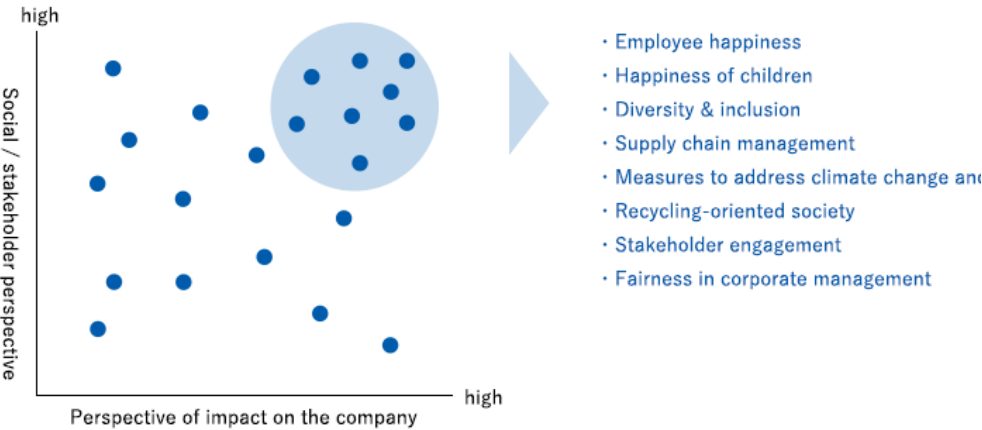 high
Social / stakeholder perspective
high
Perspective of impact on the company
・Employee happiness
・Happiness of children
・Diversity & inclusion
・Supply chain management
・Measures to address climate change and
・Recycling-oriented society
・Stakeholder engagement
・Fairness in corporate management